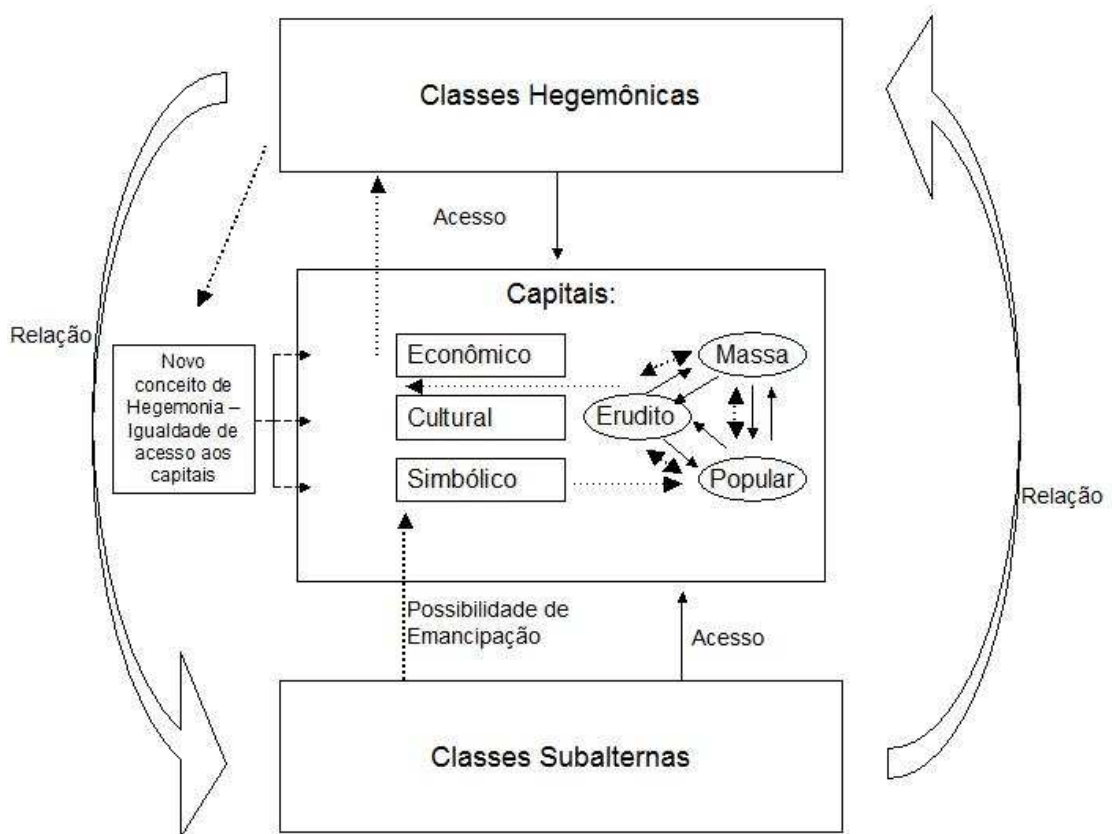 Classes Hegemônicas
Acesso
Capitais:
Relação
Novo
conceito de
Hegemonia –
Igualdade de
acesso aos
capitais
Econômico
Massa
Cultural
Erudito
Simbólico
Popular
Relação
Possibilidade de
Emancipação
Acesso
Classes Subalternas